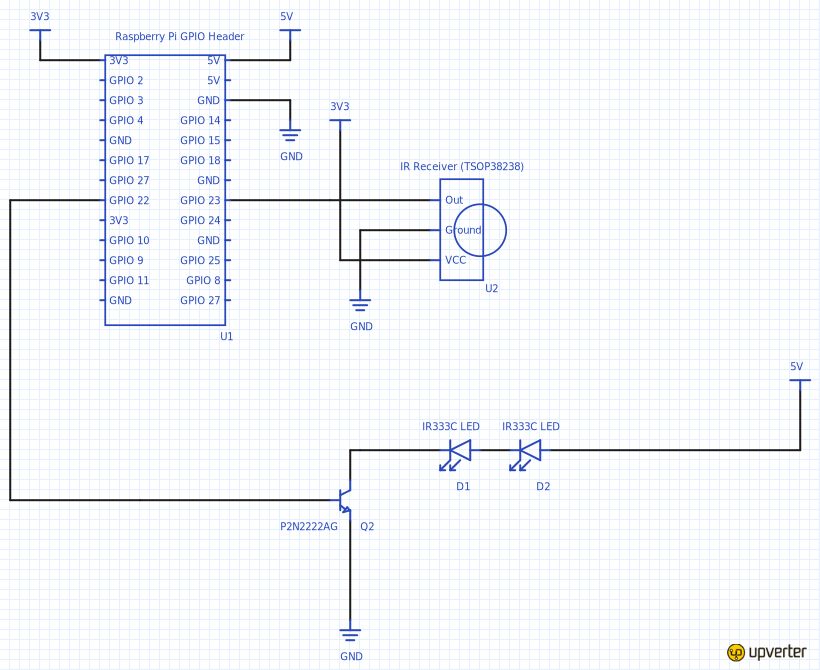 3V3
5V
Raspberry Pi GPIO Header
3V3 5V
GPIO 2 5V
GPIO 3 GND
GPIO 4 GPIO 14
GND GPIO 15
GPIO 17 GPIO 18
GPIO 27 GND
GPIO 22 GPIO 23
3V3 GPIO 24
GPIO 10 GND
GPIO 9 GPIO 25
GPIO 11 GPIO 8
GND GPIO 27
U1
GND
3V3
IR Receiver (TSOP38238)
Out
Ground
VCC
U2
GND
5V
IR333C LED
IR333C LED
D1
D2
P2N2222AG
Q2
GND
upverter